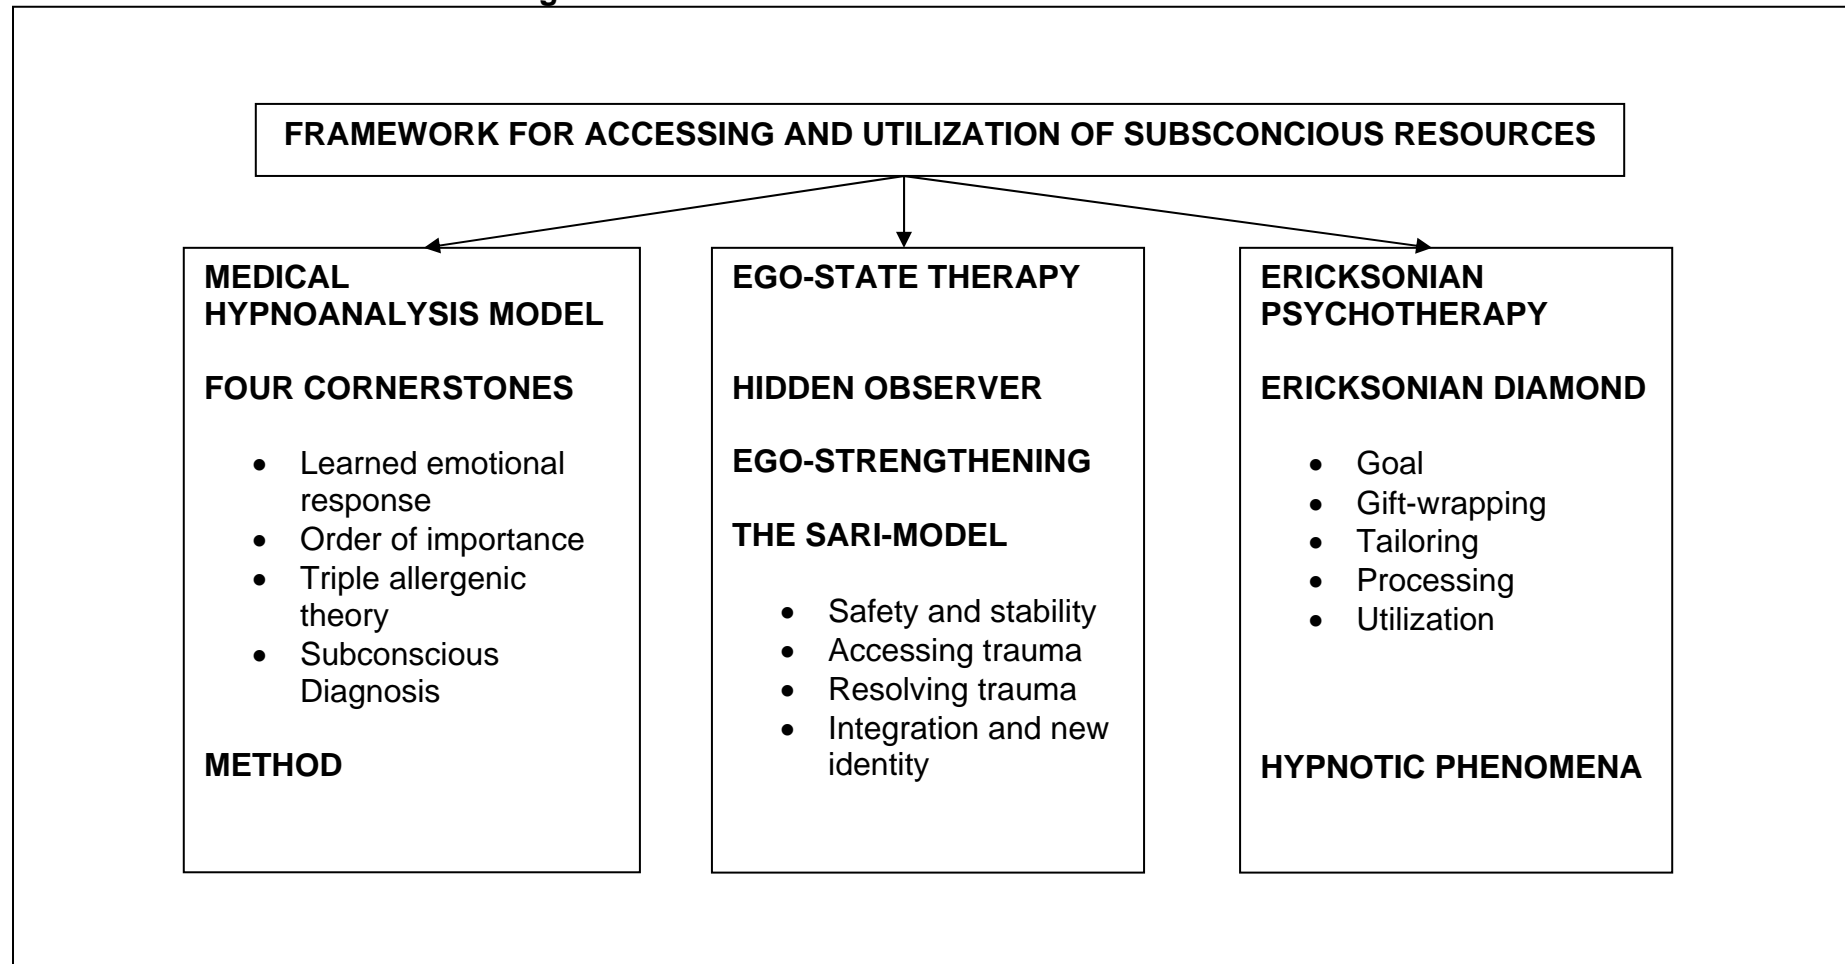 FRAMEWORK FOR ACCESSING AND UTILIZATION OF SUBSCONCIOUS RESOURCES
MEDICAL
HYPNOANALYSIS MODEL
FOUR CORNERSTONES
• Learned emotional
response
• Order of importance
• Triple allergenic
theory
• Subconscious
Diagnosis
METHOD
EGO-STATE THERAPY
HIDDEN OBSERVER
EGO-STRENGTHENING
THE SARI-MODEL
• Safety and stability
• Accessing trauma
• Resolving trauma
• Integration and new
identity
ERICKSONIAN
PSYCHOTHERAPY
ERICKSONIAN DIAMOND
• Goal
• Gift-wrapping
• Tailoring
• Processing
• Utilization
HYPNOTIC PHENOMENA